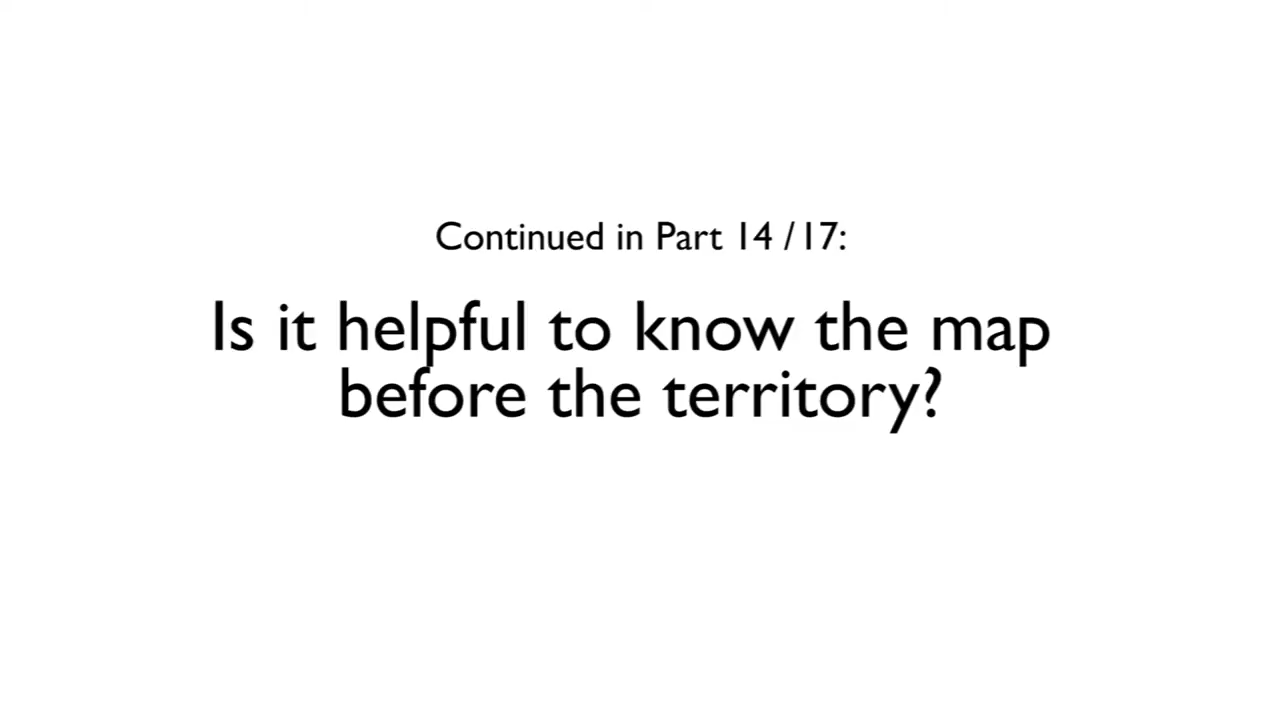 Continued in Part 14 /17:
Is it helpful to know the map
before the territory?